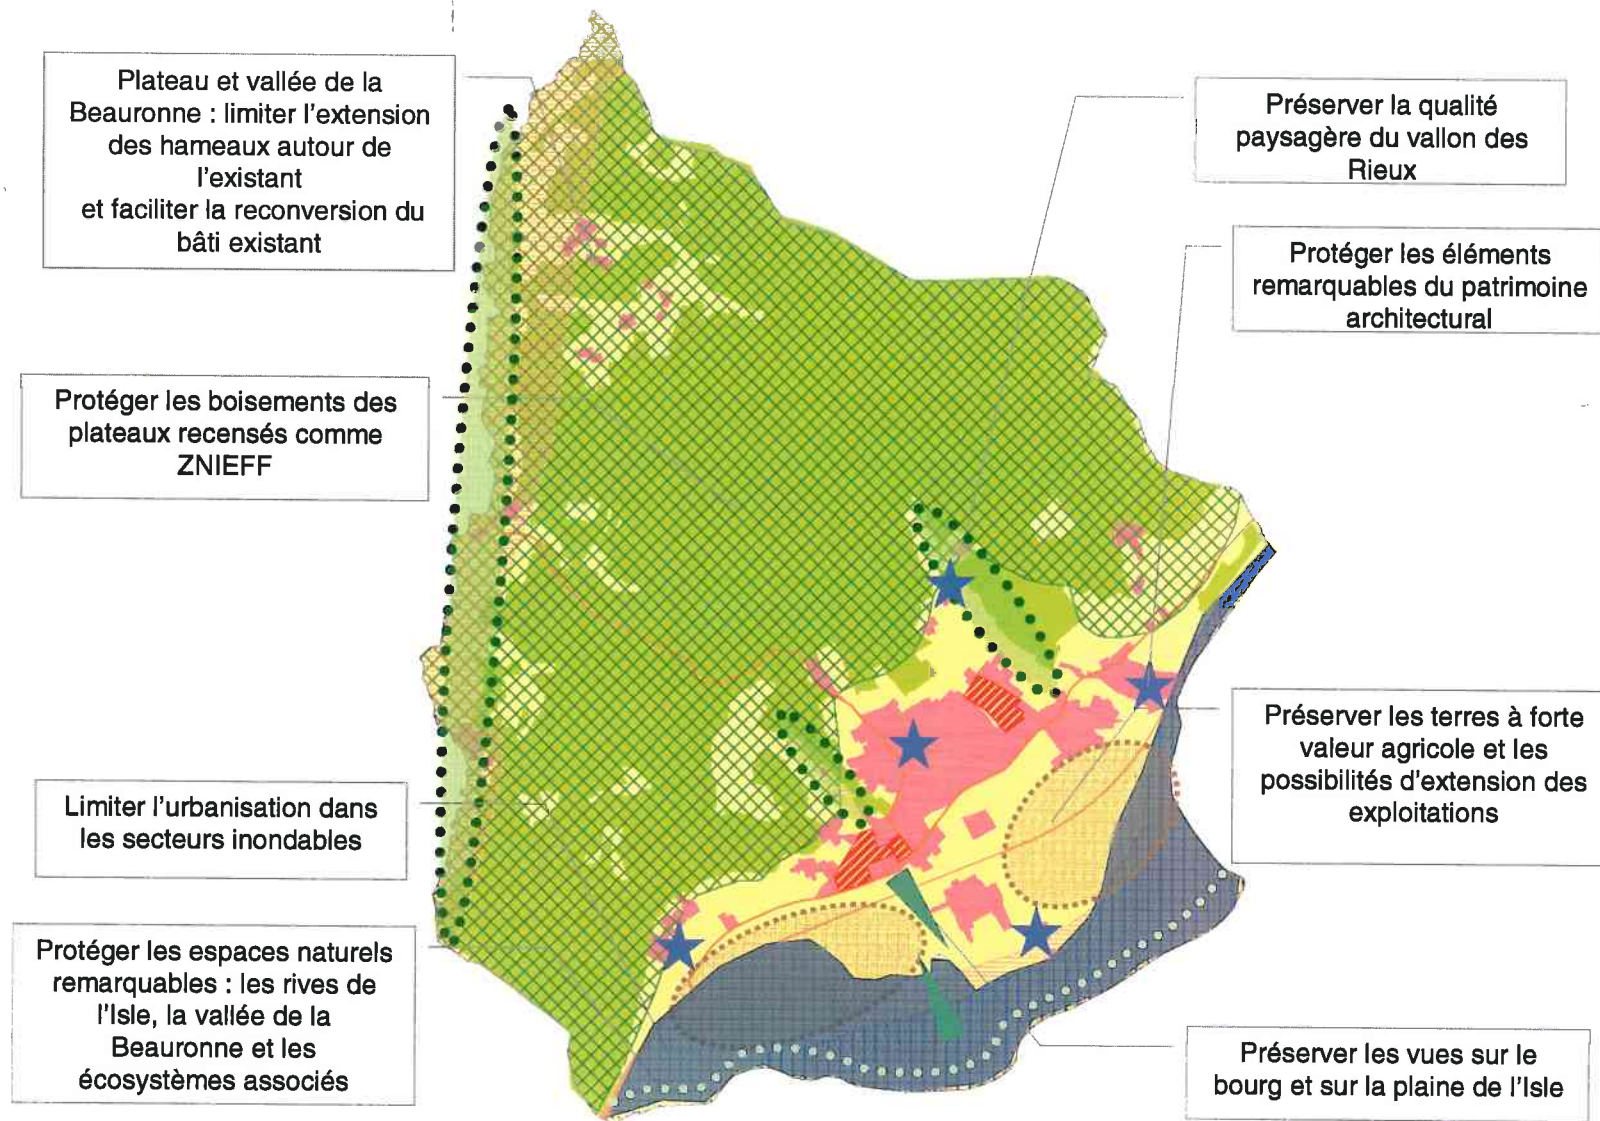 Plateau et vallée de la
Beauronne : limiter l'extension
des hameaux autour de
l'existant
et faciliter la reconversion du
bâti existant
Protéger les boisements des
plateaux recensés comme
ZNIEFF
Limiter l'urbanisation dans
les secteurs inondables
Protéger les espaces naturels
remarquables : les rives de
l'Isle, la vallée de la
Beauronne et les
écosystèmes associés
Préserver la qualité
paysagère du vallon des
Rieux
Protéger les éléments
remarquables du patrimoine
architectural
Préserver les terres à forte
valeur agricole et les
possibilités d'extension des
exploitations
Préserver les vues sur le
bourg et sur la plaine de l'Isle